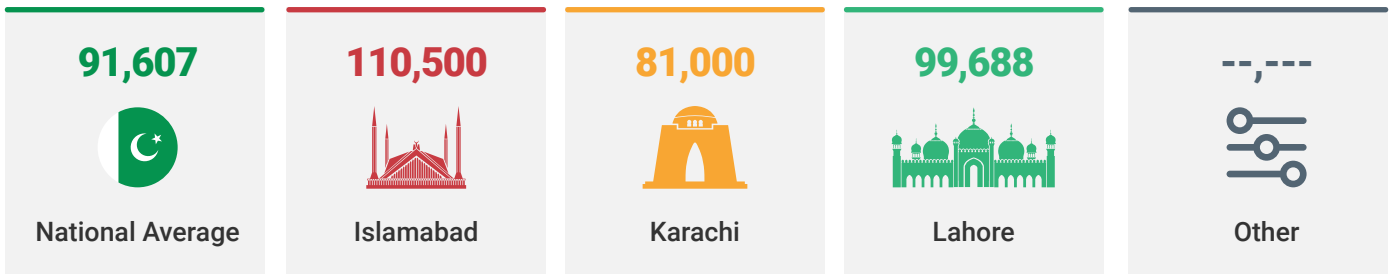 91,607
National Average
110,500
Islamabad
81,000
Karachi
99,688
Lahore
--,---
Other